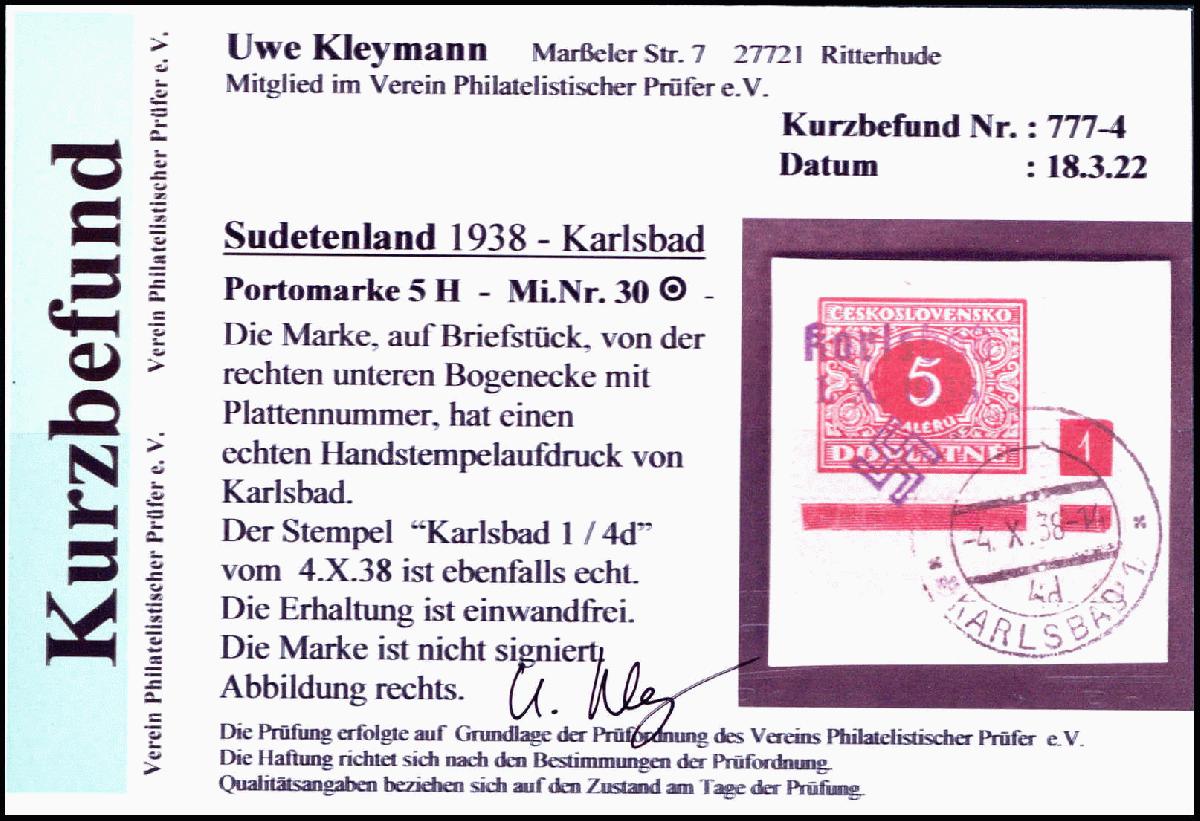 Kurzbefund
Verein Philatelistischer Prüfer e. V.
Verein Philatelistischer Prüfer e. V.
Uwe Kleymann Marßeler Str. 7 27721 Ritterhude
Mitglied im Verein Philatelistischer Prüfer e.V.
Kurzbefund Nr. : 777-4
Datum : 18.3.22
Sudetenland 1938 - Karlsbad
Portomarke 5 H - Mi.Nr. 30 -
Die Marke, auf Briefstück, von der
rechten unteren Bogenecke mit
Plattennummer, hat einen
echten Handstempelaufdruck von
Karlsbad.
Der Stempel “Karlsbad 1 / 4d”
vom 4.X.38 ist ebenfalls echt.
Die Erhaltung ist einwandfrei.
Die Marke ist nicht signiert,
Abbildung rechts.
ČESKOSLOVENSKO
Karlsbad
5
1
-4. X. 38
4d
KARLSBAD 1
Die Prüfung erfolgte auf Grundlage der Prüfordnung des Vereins Philatelistischer Prüfer e.V.
Die Haftung richtet sich nach den Bestimmungen der Prüfordnung.
Qualitätsangaben beziehen sich auf den Zustand am Tage der Prüfung.